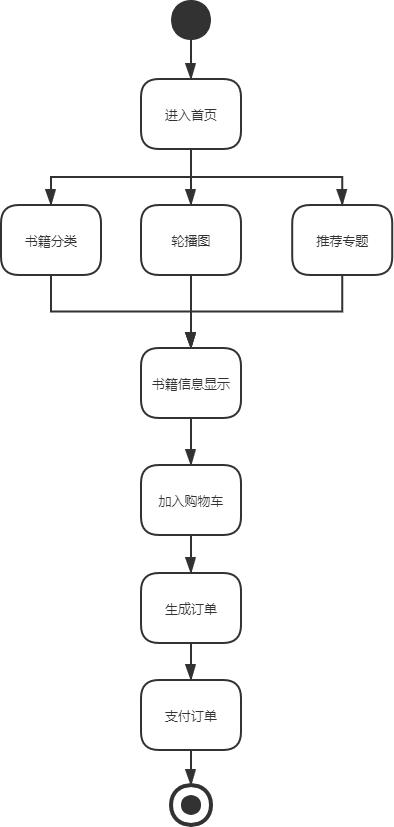 进入首页
书籍分类
轮播图
推荐专题
书籍信息显示
加入购物车
生成订单
支付订单